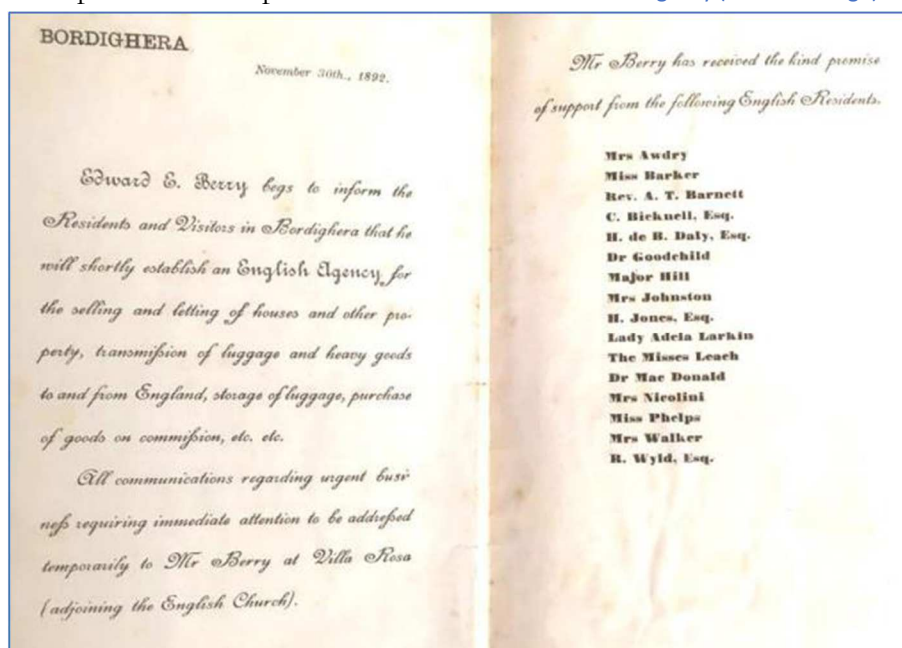 BORDIGHERA
November 30th., 1892.
Edward E. Berry begs to inform the
Residents and Visitors in Bordighera that he
will shortly establish an English Agency, for
the selling and letting of houses and other pro-
perty, transmission of luggage and heavy goods
to and from England, storage of luggage, purchase
of goods on commission, etc. etc.
All communications regarding urgent busi-
ness requiring immediate attention to be addressed
temporarily to Mr Berry at Villa Rosa
(adjoining the English Church).
Mr Berry has received the kind promise
of support from the following English Residents.
Mrs Awdry
Miss Barker
Rev. A. T. Barnett
C. Bicknell, Esq.
H. de B. Daly, Esq.
Dr Goodchild
Major Hill
Mrs Johnston
H. Jones, Esq.
Lady Adela Larkin
The Misses Leach
Dr Mac Donald
Mrs Nicolini
Miss Phelps
Mrs Walker
R. Wyld, Esq.